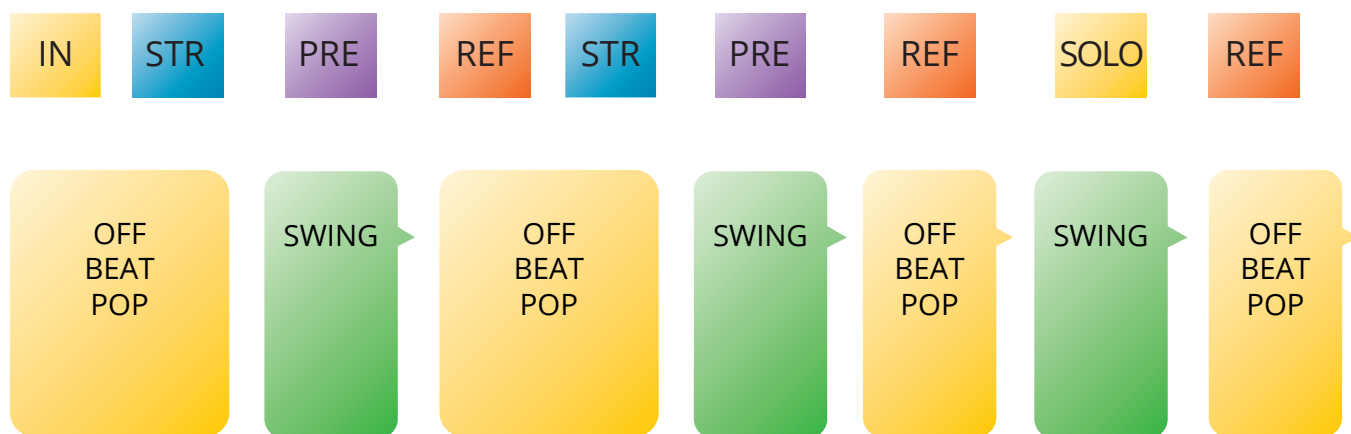 IN STR PRE REF STR PRE REF SOLO REF
OFF
BEAT
POP
SWING
OFF
BEAT
POP
SWING
OFF
BEAT
POP
SWING
OFF
BEAT
POP